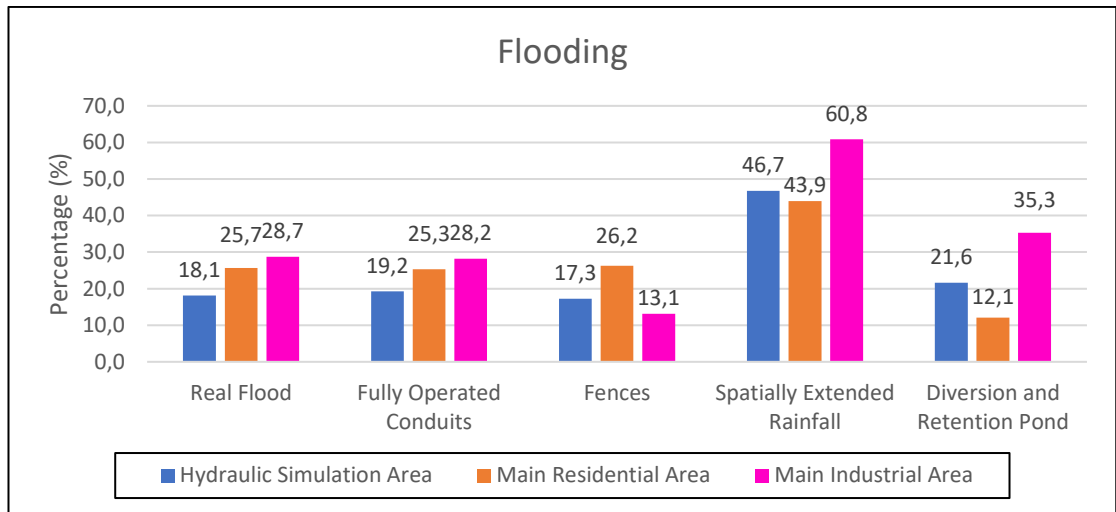 Flooding
Percentage (%)
70,0
60,0
50,0
40,0
30,0
20,0
10,0
0,0
18,1 25,7 28,7
19,2 25,3 28,2
17,3 26,2 13,1
46,7 43,9 60,8
21,6 12,1 35,3
Real Flood
Fully Operated
Conduits
Fences
Spatially Extended
Rainfall
Diversion and
Retention Pond
Hydraulic Simulation Area Main Residential Area Main Industrial Area